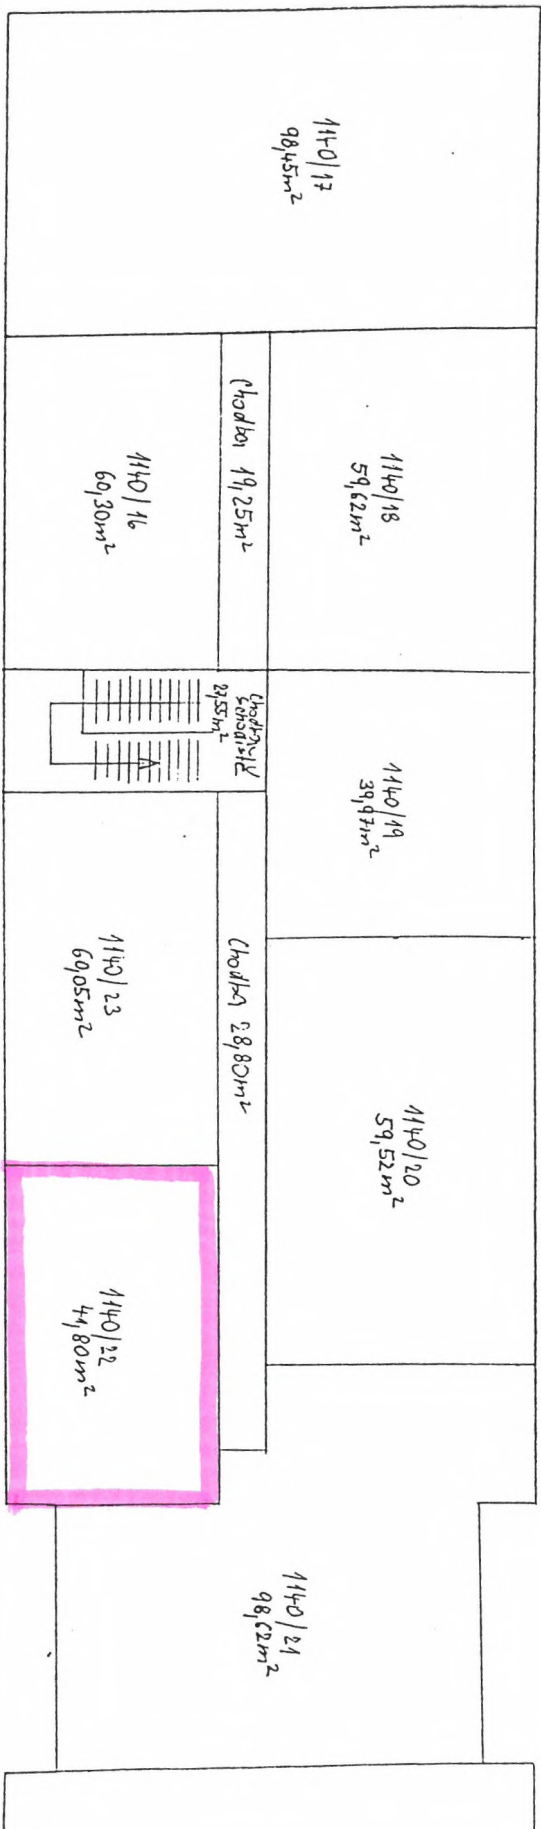 1140/17
98,45m²
1140/18
59,62m²
Chodba 19,25m²
1140/16
60,30m²
Chodba/
schodiště
27,55m²
1140/19
39,97m²
1140/23
60,05m²
Chodba 28,80m²
1140/20
59,52m²
1140/22
41,80m²
1140/21
98,62m²